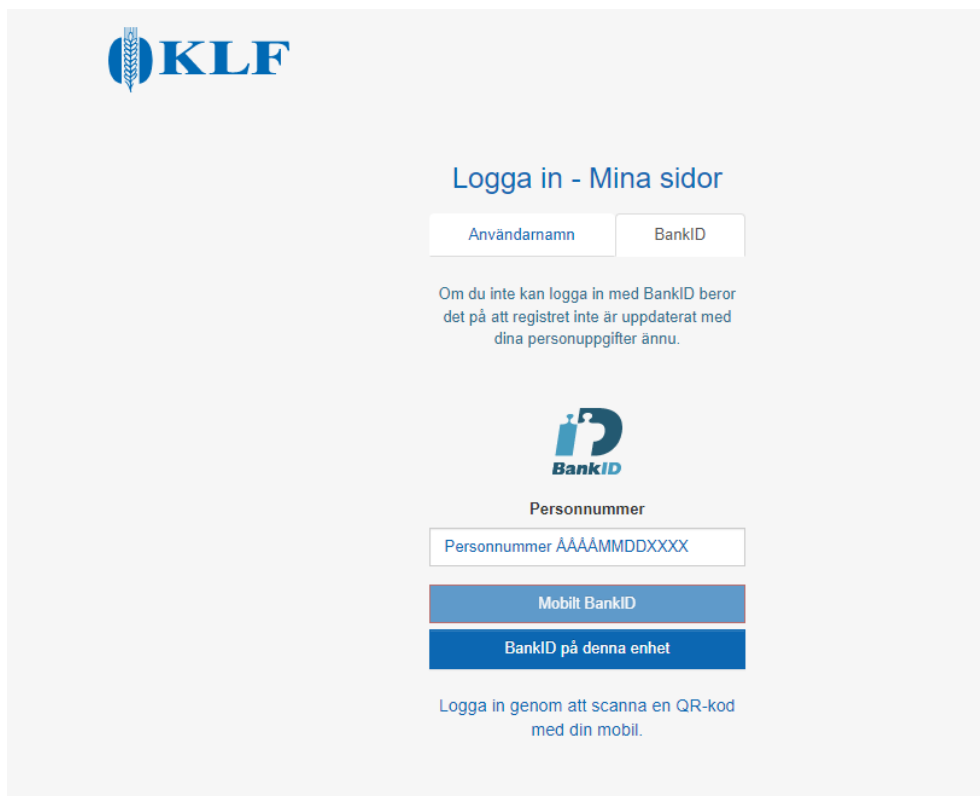 KLF
Logga in - Mina sidor
Användarnamn
BankID
Om du inte kan logga in med BankID beror
det på att registret inte är uppdaterat med
dina personuppgifter ännu.
BankID
Personnummer
Personnummer ÅÅÅÅMMDDXXXX
Mobilt BankID
BankID på denna enhet
Logga in genom att scanna en QR-kod
med din mobil.